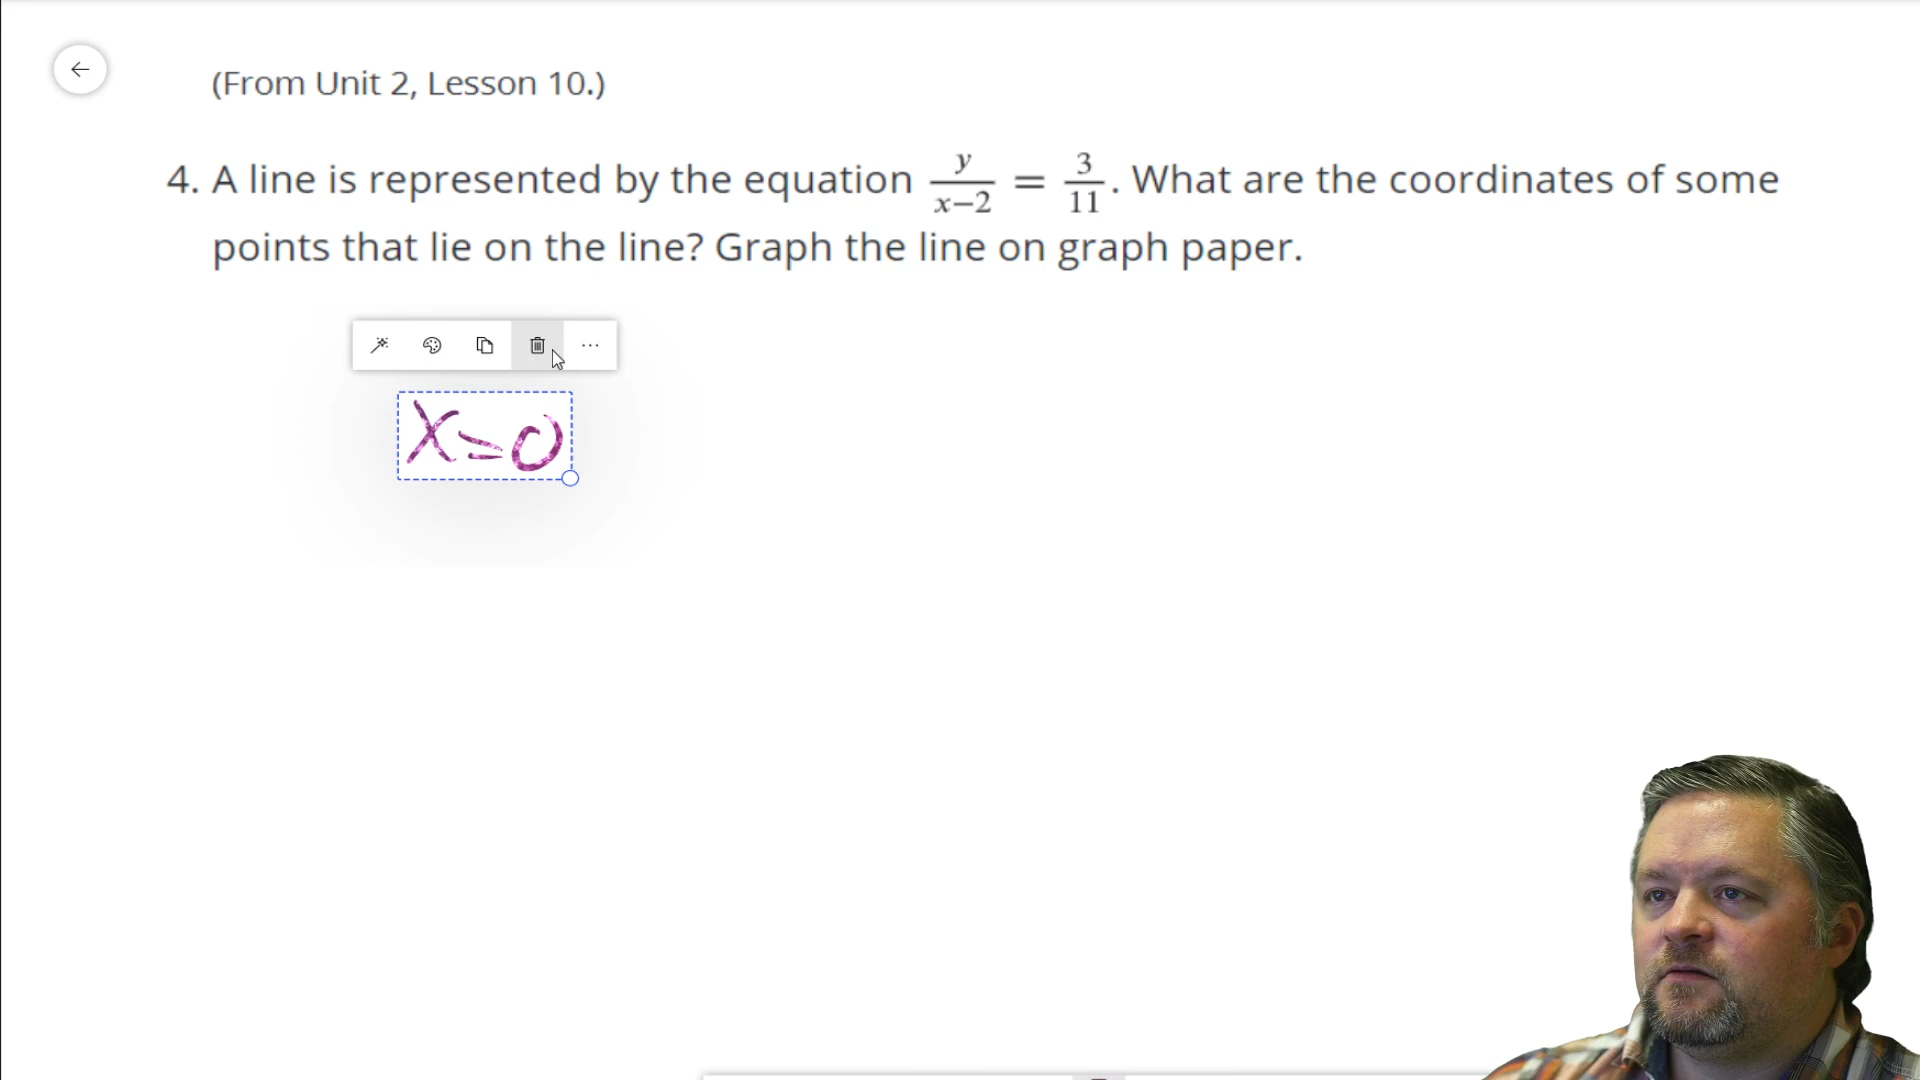 (From Unit 2, Lesson 10.)
4. A line is represented by the equation y/x−2 = 3/11. What are the coordinates of some
points that lie on the line? Graph the line on graph paper.
x=0